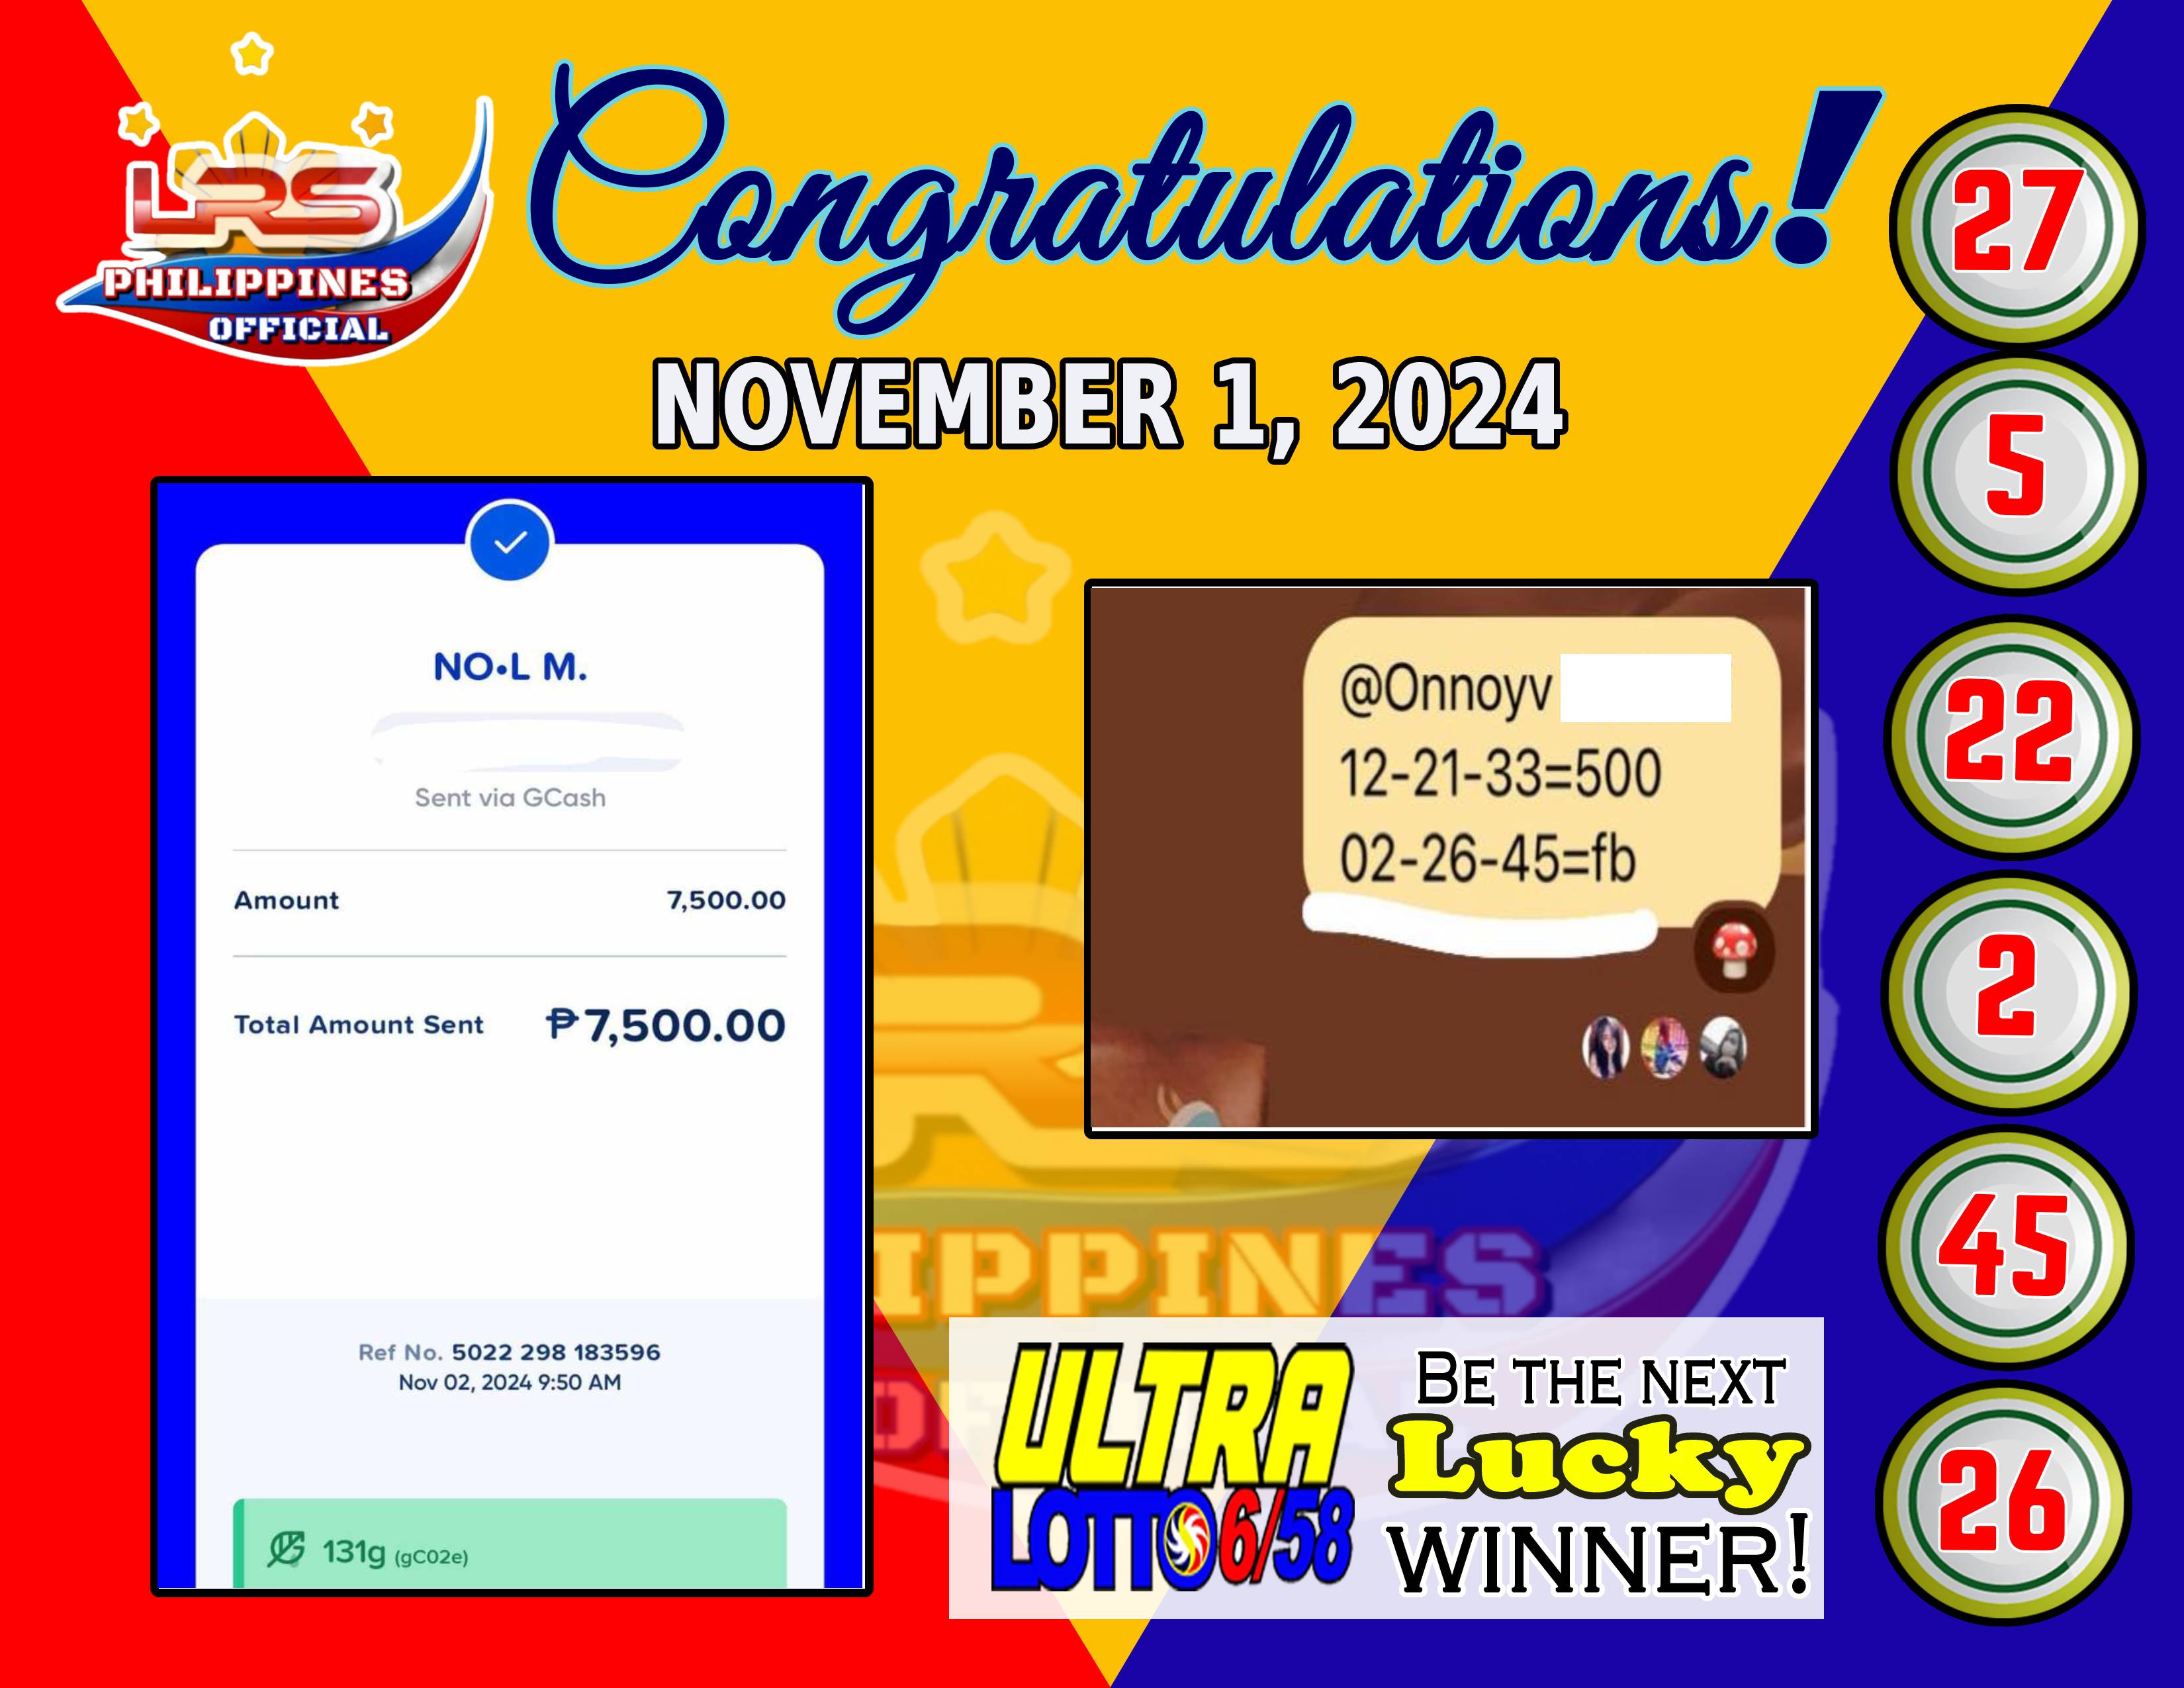 LRS
PHILIPPINES
OFFICIAL
Congratulations!
NOVEMBER 1, 2024
NO•L M.
Sent via GCash
Amount 7,500.00
Total Amount Sent ₱7,500.00
Ref No. 5022 298 183596
Nov 02, 2024 9:50 AM
131g (gC02e)
@Onnoyv
12-21-33=500
02-26-45=fb
IPPINES
ULTRA
LOTTO 6/58
BE THE NEXT
Lucky
WINNER!
27
5
22
2
45
26